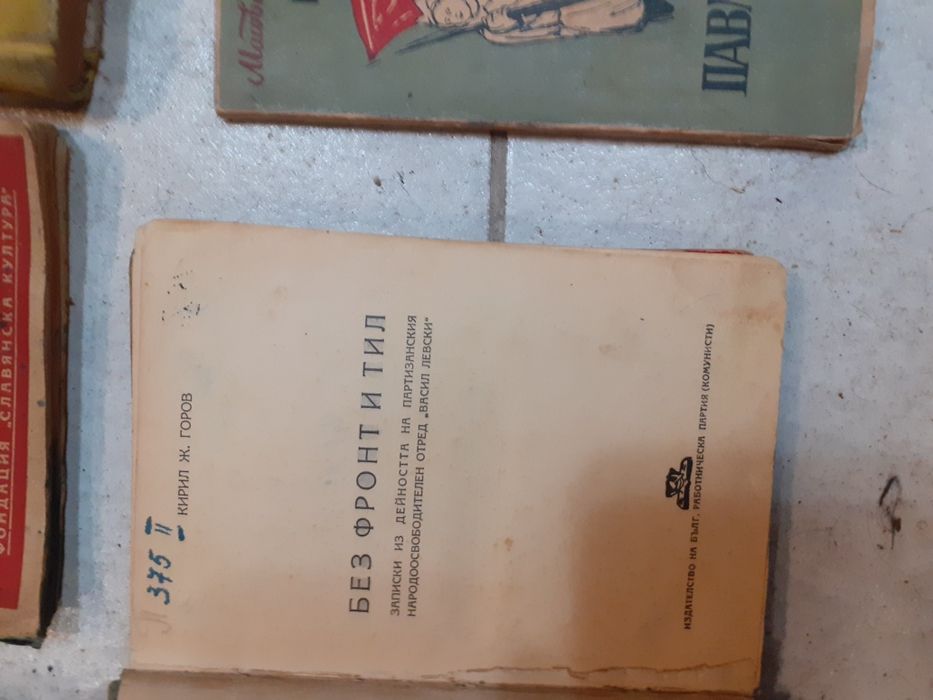 N 375 II
КИРИЛ Ж. ГОРОВ
БЕЗ ФРОНТ И ТИЛ
ЗАПИСКИ ИЗ ДЕЙНОСТТА НА ПАРТИЗАНСКИЯ
НАРОДООСВОБОДИТЕЛЕН ОТРЕД „ВАСИЛ ЛЕВСКИ“
ИЗДАТЕЛСТВО НА БЪЛГ. РАБОТНИЧЕСКА ПАРТИЯ (КОМУНИСТИ)
ФОНДАЦИЯ „СЛАВЯНСКА КУЛТУРА“